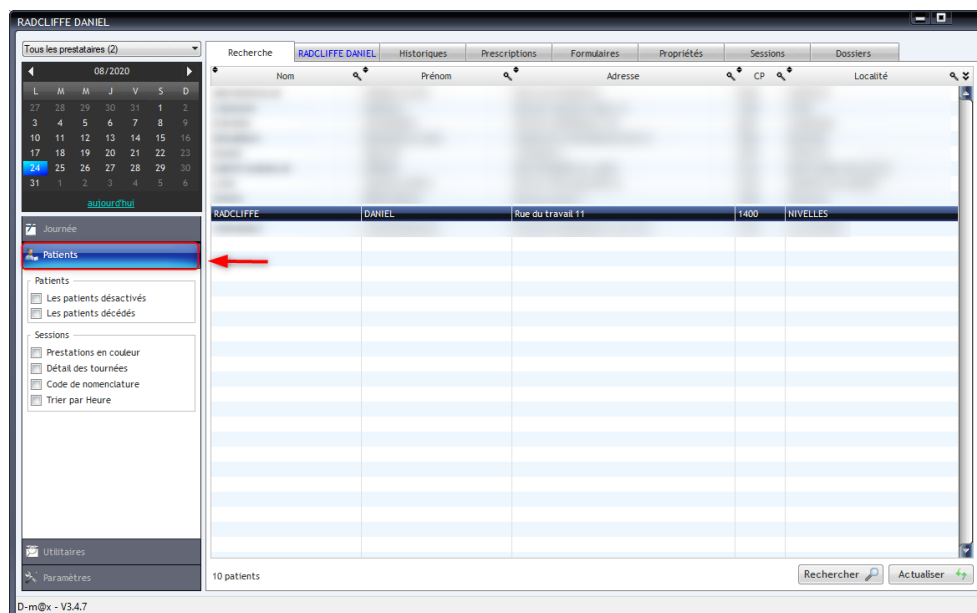 RADCLIFFE DANIEL
Tous les prestataires (2)
08/2020
L M M J V S D
27 28 29 30 31 1 2
3 4 5 6 7 8 9
10 11 12 13 14 15 16
17 18 19 20 21 22 23
24 25 26 27 28 29 30
31 1 2 3 4 5 6
aujourd'hui
Journée
Patients
Patients
Les patients désactivés
Les patients décédés
Sessions
Prestations en couleur
Détail des tournées
Code de nomenclature
Trier par Heure
Utilitaires
Paramètres
Recherche RADCLIFFE DANIEL Historiques Prescriptions Formulaires Propriétés Sessions Dossiers
Nom Prénom Adresse CP Localité
RADCLIFFE DANIEL Rue du travail 11 1400 NIVELLES
10 patients Rechercher Actualiser
D-m@x - V3.4.7